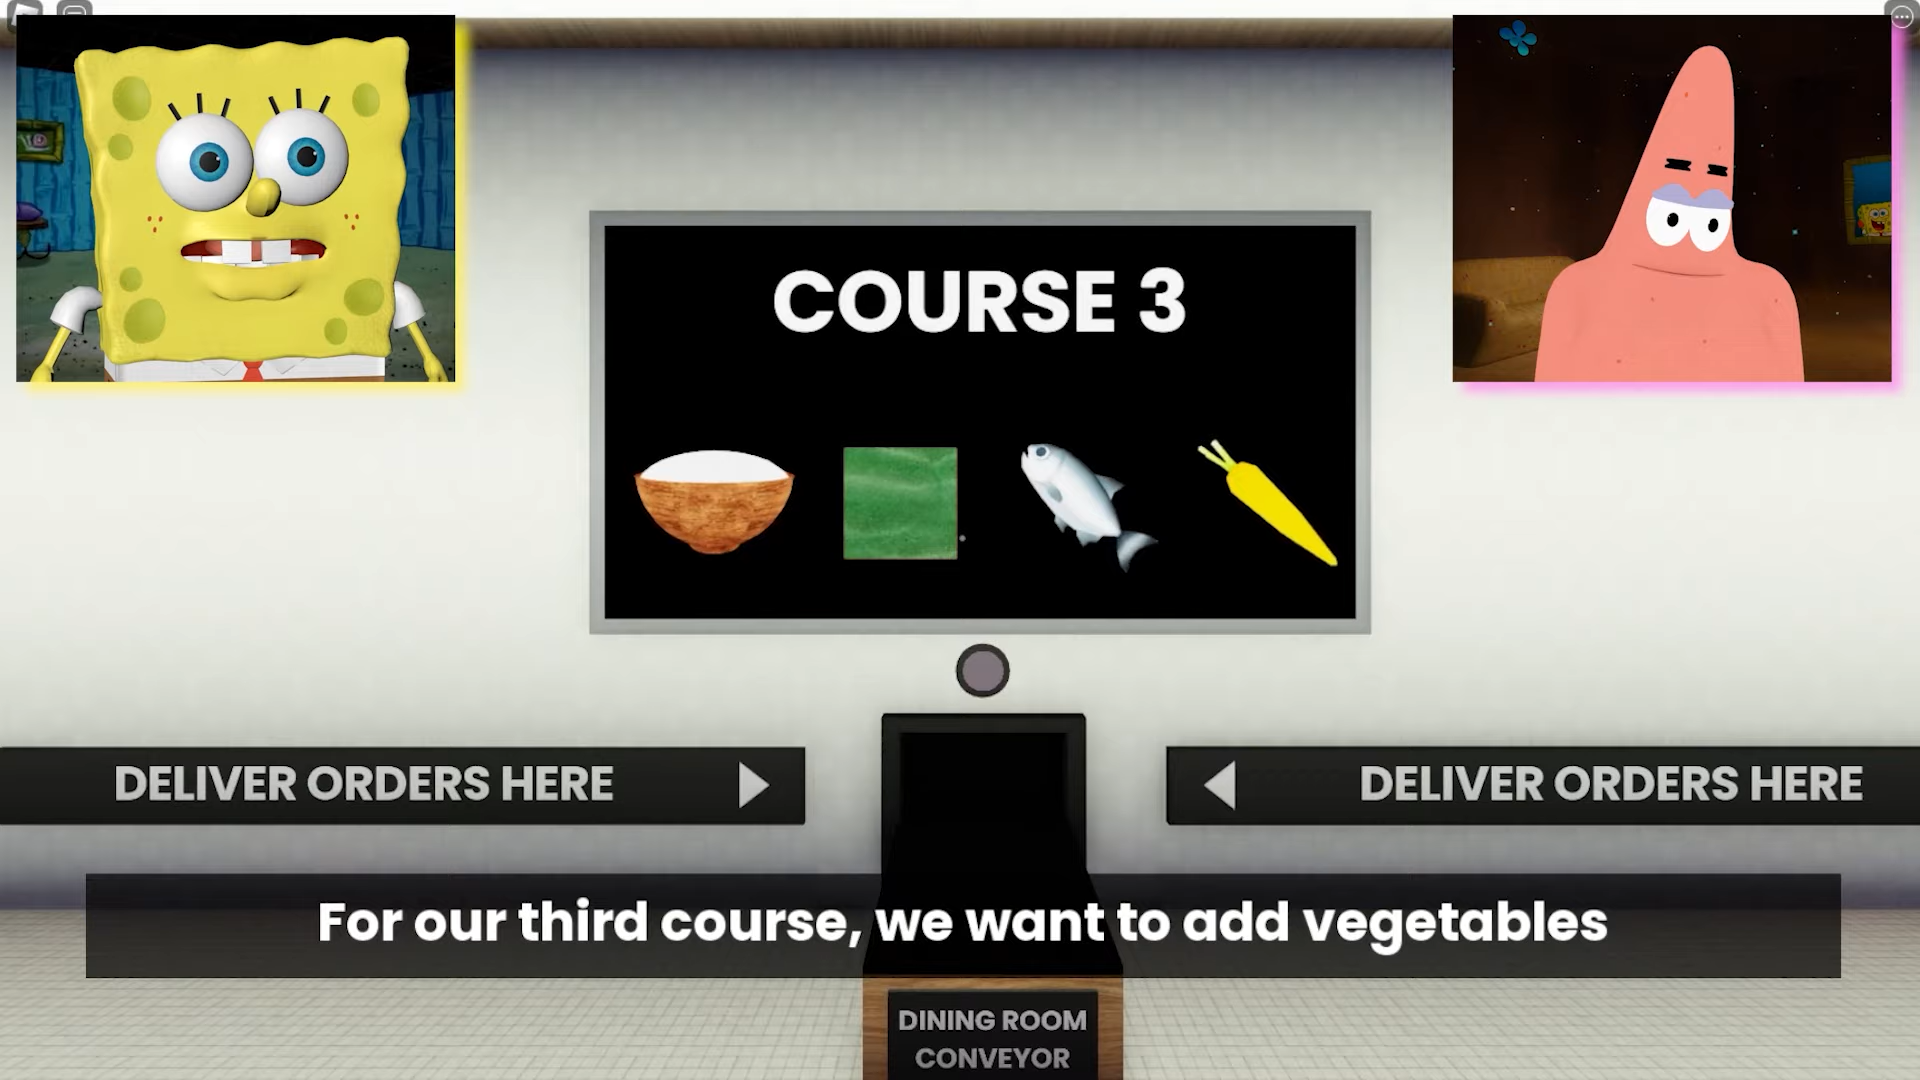 COURSE 3
DELIVER ORDERS HERE
DELIVER ORDERS HERE
For our third course, we want to add vegetables
DINING ROOM
CONVEYOR